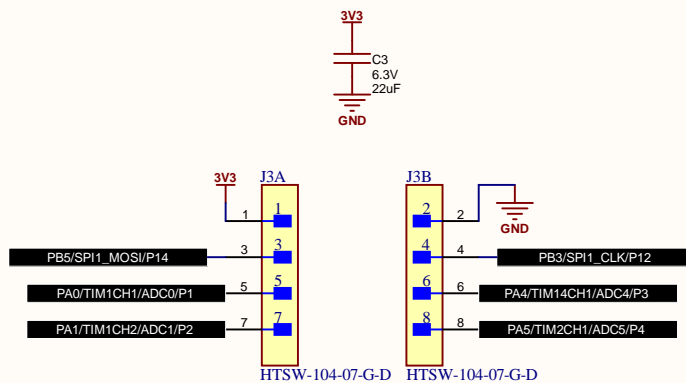 3V3
C3
6.3V
22uF
GND
J3A
J3B
3V3
1
1
2
2
GND
PB5/SPI1_MOSI/P14
3
3
4
4
PB3/SPI1_CLK/P12
PA0/TIM1CH1/ADC0/P1
5
5
6
6
PA4/TIM14CH1/ADC4/P3
PA1/TIM1CH2/ADC1/P2
7
7
8
8
PA5/TIM2CH1/ADC5/P4
HTSW-104-07-G-D
HTSW-104-07-G-D